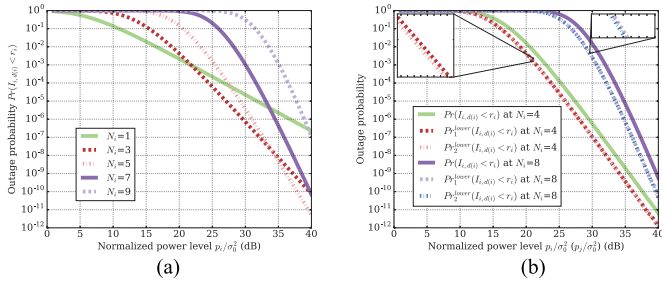 (a)
10^0
10^-1
10^-2
10^-3
10^-4
10^-5
10^-6
10^-7
10^-8
10^-9
10^-10
10^-11
10^-12
Outage probability Pr(I_{i,d(i)}<r_i)
N_i=1
N_i=3
N_i=5
N_i=7
N_i=9
0 5 10 15 20 25 30 35 40
Normalized power level p_i/σ_0^2 (dB)
(a)
(b)
10^0
10^-1
10^-2
10^-3
10^-4
10^-5
10^-6
10^-7
10^-8
10^-9
10^-10
10^-11
10^-12
Outage probability
Pr(I_{i,d(i)}<r_i) at N_i=4
Pr_1^{lower}(I_{i,d(i)}<r_i) at N_i=4
Pr_2^{lower}(I_{i,d(i)}<r_i) at N_i=4
Pr(I_{i,d(i)}<r_i) at N_i=8
Pr_1^{lower}(I_{i,d(i)}<r_i) at N_i=8
Pr_2^{lower}(I_{i,d(i)}<r_i) at N_i=8
0 5 10 15 20 25 30 35 40
Normalized power level p_i/σ_0^2 (p_j/σ_0^2) (dB)
(b)